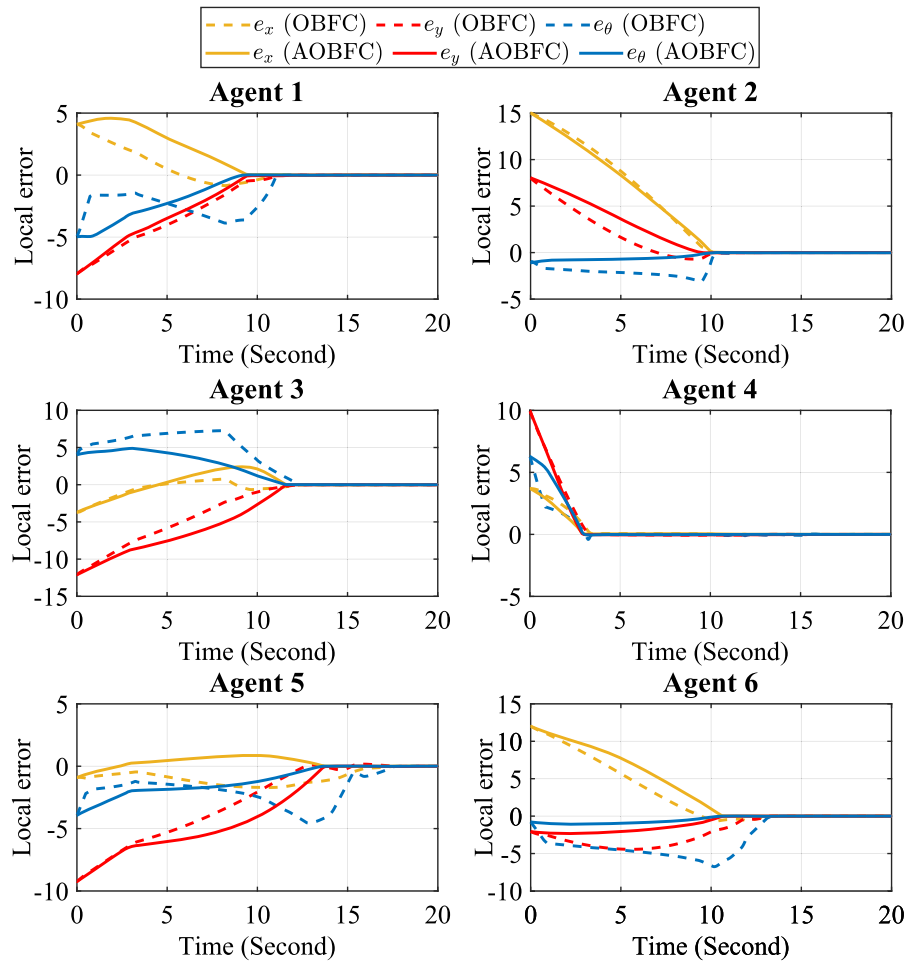 e_x (OBFC) e_y (OBFC) e_θ (OBFC)
e_x (AOBFC) e_y (AOBFC) e_θ (AOBFC)
Agent 1
Local error
5
0
-5
-10
0 5 10 15 20
Time (Second)
Agent 2
Local error
15
10
5
0
-5
0 5 10 15 20
Time (Second)
Agent 3
Local error
10
5
0
-5
-10
-15
0 5 10 15 20
Time (Second)
Agent 4
Local error
10
5
0
-5
0 5 10 15 20
Time (Second)
Agent 5
Local error
5
0
-5
-10
0 5 10 15 20
Time (Second)
Agent 6
Local error
15
10
5
0
-5
-10
0 5 10 15 20
Time (Second)